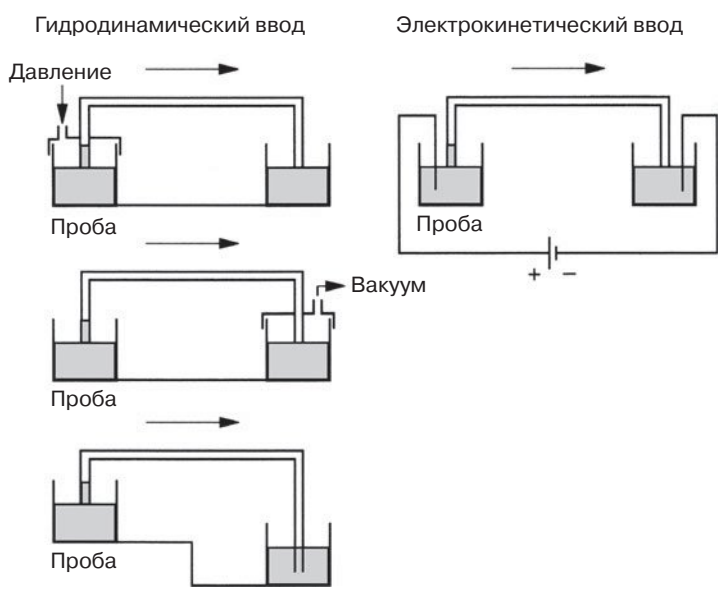 Гидродинамический ввод
Электрокинетический ввод
Давление
Проба
Проба
+ −
Вакуум
Проба
Проба